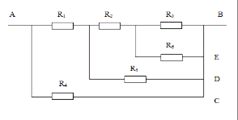 A R₁ R₂ R₃ B
R₆ E
R₅ D
R₄ C